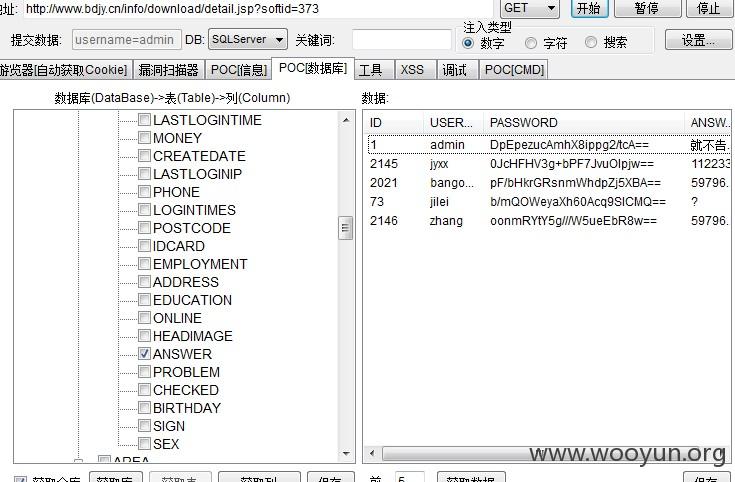 址: http://www.bdjy.cn/info/download/detail.jsp?softid=373 GET 开始 暂停 停止
提交数据: username=admin DB: SQLServer 关键词: 注入类型 数字 字符 搜索 设置...
游览器[自动获取Cookie] 漏洞扫描器 POC[信息] POC[数据库] 工具 XSS 调试 POC[CMD]
数据库(DataBase)->表(Table)->列(Column)
LASTLOGINTIME
MONEY
CREATEDATE
LASTLOGINIP
PHONE
LOGINTIMES
POSTCODE
IDCARD
EMPLOYMENT
ADDRESS
EDUCATION
ONLINE
HEADIMAGE
ANSWER
PROBLEM
CHECKED
BIRTHDAY
SIGN
SEX
AREA
数据:
ID USER... PASSWORD ANSW...
1 admin DpEpezucAmhX8ippg2/tcA== 就不告...
2145 jyxx 0JcHFHV3g+bPF7JvuOlpjw== 112233
2021 bango... pF/bHkrGRsnmWhdpZj5XBA== 59796...
73 jilei b/mQOWeyaXh60Acq9SICMQ== ?
2146 zhang oonmRYtY5g///W5ueEbR8w== 59796...
www.wooyun.org
获取全库 获取库 获取表 获取列 保存 前 5 获取数据 保存